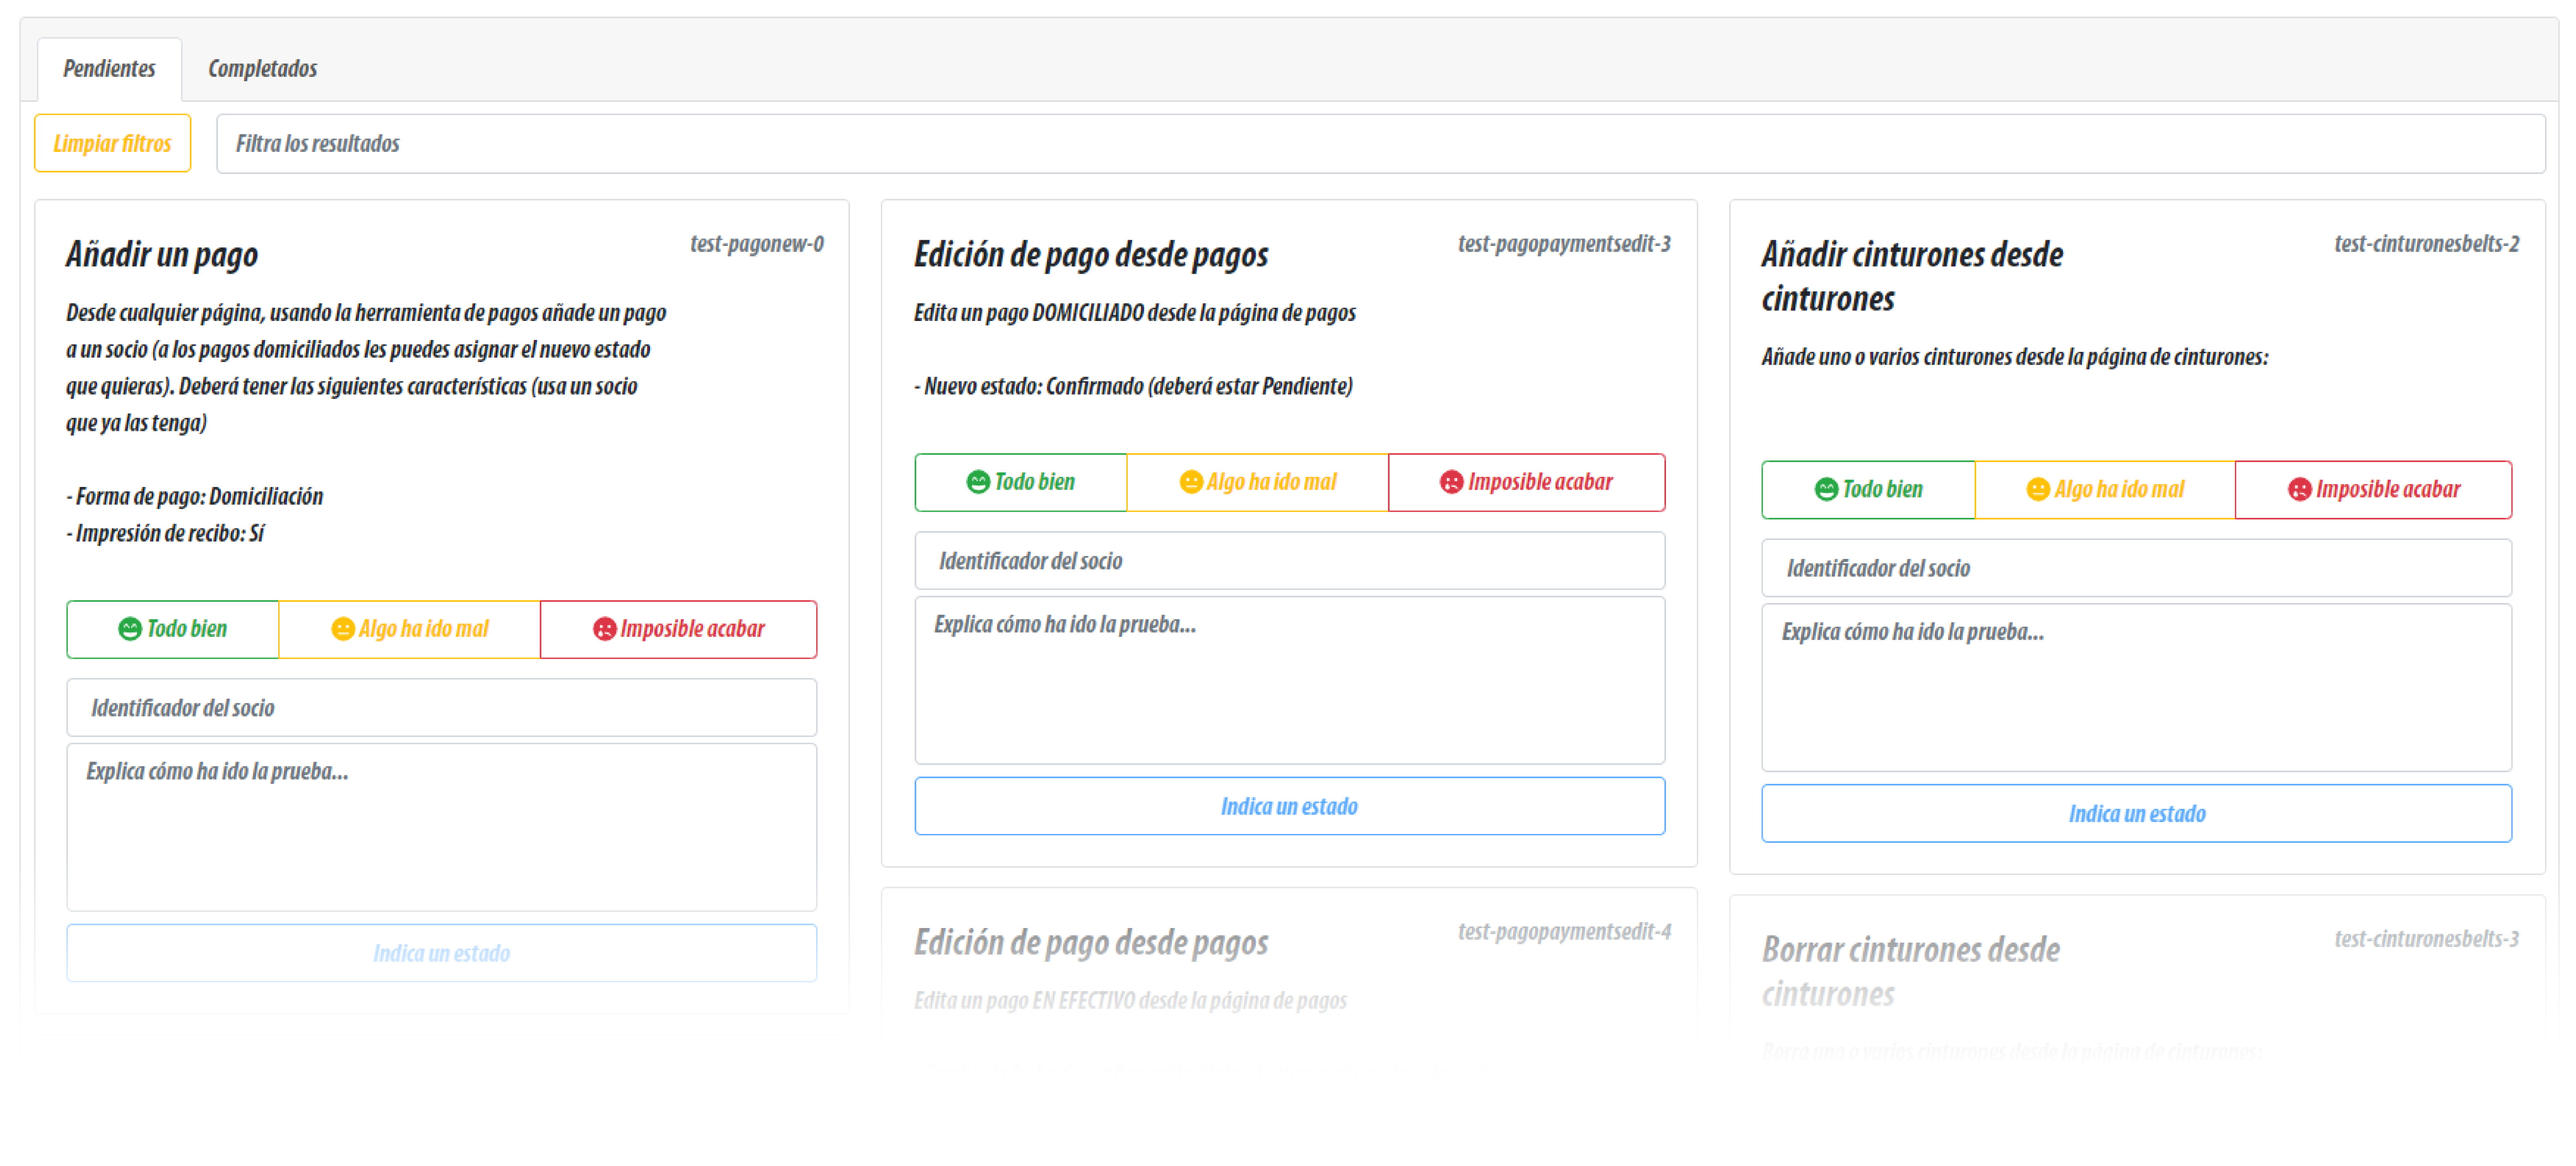 Pendientes
Completados
Limpiar filtros
Filtra los resultados
Añadir un pago
test-pagonew-0
Desde cualquier página, usando la herramienta de pagos añade un pago
a un socio (a los pagos domiciliados les puedes asignar el nuevo estado
que quieras). Deberá tener las siguientes características (usa un socio
que ya las tenga)
- Forma de pago: Domiciliación
- Impresión de recibo: Sí
Todo bien
Algo ha ido mal
Imposible acabar
Identificador del socio
Explica cómo ha ido la prueba...
Indica un estado
Edición de pago desde pagos
test-pagopaymentsedit-3
Edita un pago DOMICILIADO desde la página de pagos
- Nuevo estado: Confirmado (deberá estar Pendiente)
Todo bien
Algo ha ido mal
Imposible acabar
Identificador del socio
Explica cómo ha ido la prueba...
Indica un estado
Edición de pago desde pagos
test-pagopaymentsedit-4
Edita un pago EN EFECTIVO desde la página de pagos
Añadir cinturones desde
cinturones
test-cinturonesbelts-2
Añade uno o varios cinturones desde la página de cinturones:
Todo bien
Algo ha ido mal
Imposible acabar
Identificador del socio
Explica cómo ha ido la prueba...
Indica un estado
Borrar cinturones desde
cinturones
test-cinturonesbelts-3
Borra uno o varios cinturones desde la página de cinturones: